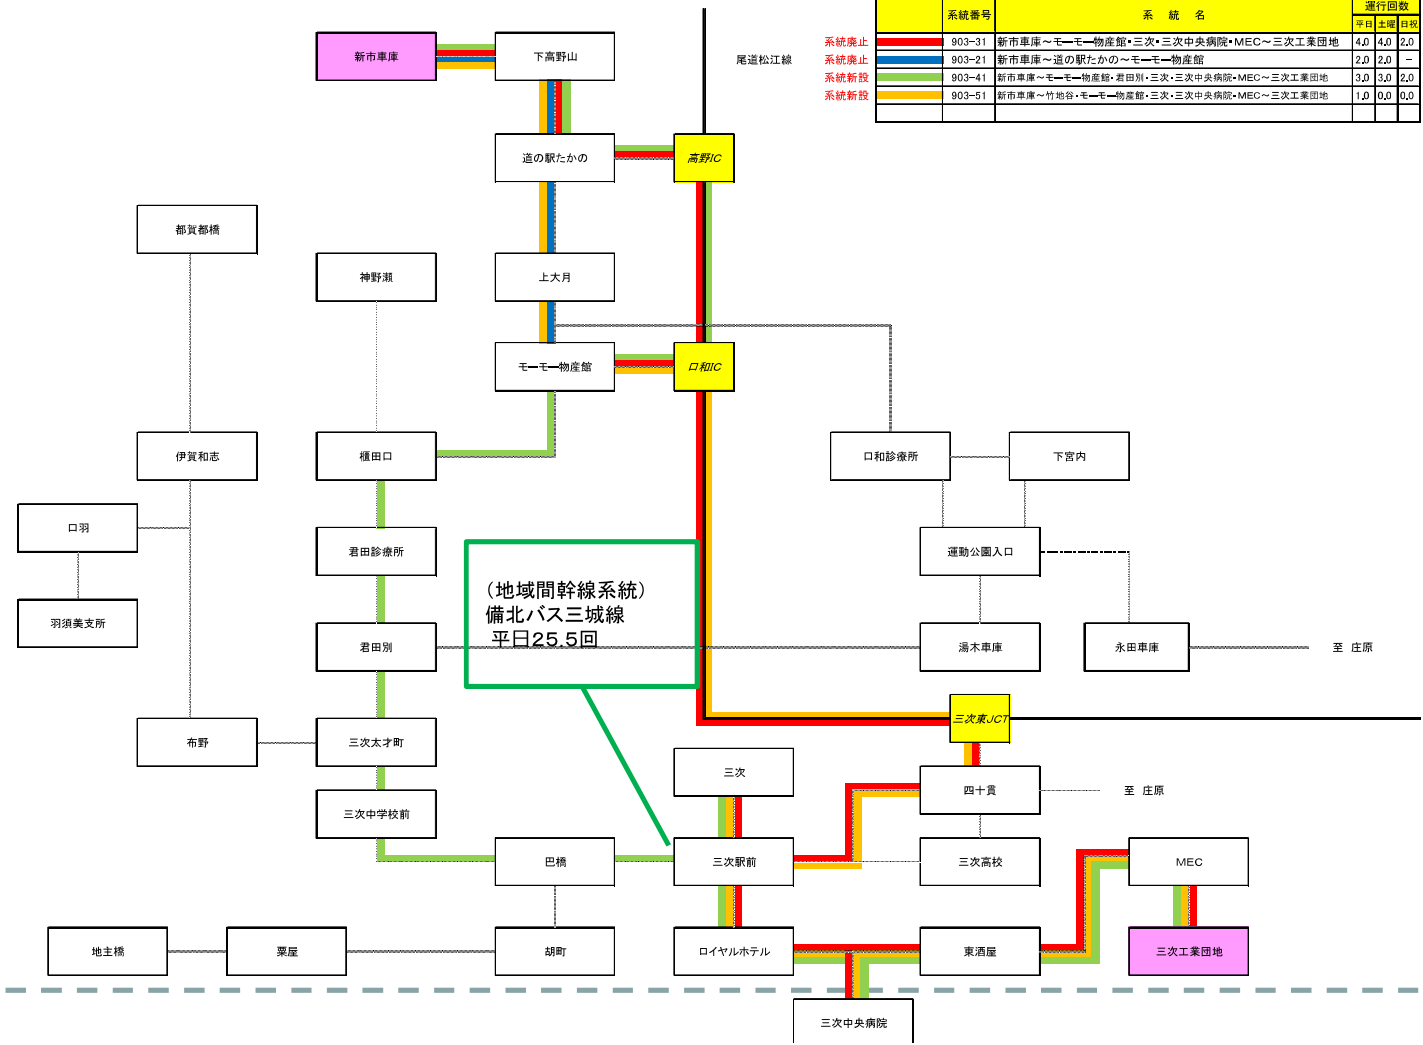 系統番号 系 統 名 運行回数
平日 土曜 日祝
系統廃止 903-31 新市車庫～モーモー物産館・三次・三次中央病院・MEC～三次工業団地 4.0 4.0 2.0
系統廃止 903-21 新市車庫～道の駅たかの～モーモー物産館 2.0 2.0 -
系統新設 903-41 新市車庫～モーモー物産館・君田別・三次・三次中央病院・MEC～三次工業団地 3.0 3.0 2.0
系統新設 903-51 新市車庫～竹地谷・モーモー物産館・三次・三次中央病院・MEC～三次工業団地 1.0 0.0 0.0
新市車庫
下高野山
尾道松江線
道の駅たかの
高野IC
都賀都橋
神野瀬
上大月
モーモー物産館
口和IC
伊賀和志
櫃田口
口和診療所
下宮内
口羽
君田診療所
運動公園入口
（地域間幹線系統）
備北バス三城線
平日25.5回
羽須美支所
君田別
湯木車庫
永田車庫
至 庄原
布野
三次太才町
三次東JCT
三次
四十貫
至 庄原
三次中学校前
巴橋
三次駅前
三次高校
MEC
地主橋
粟屋
胡町
ロイヤルホテル
東酒屋
三次工業団地
三次中央病院